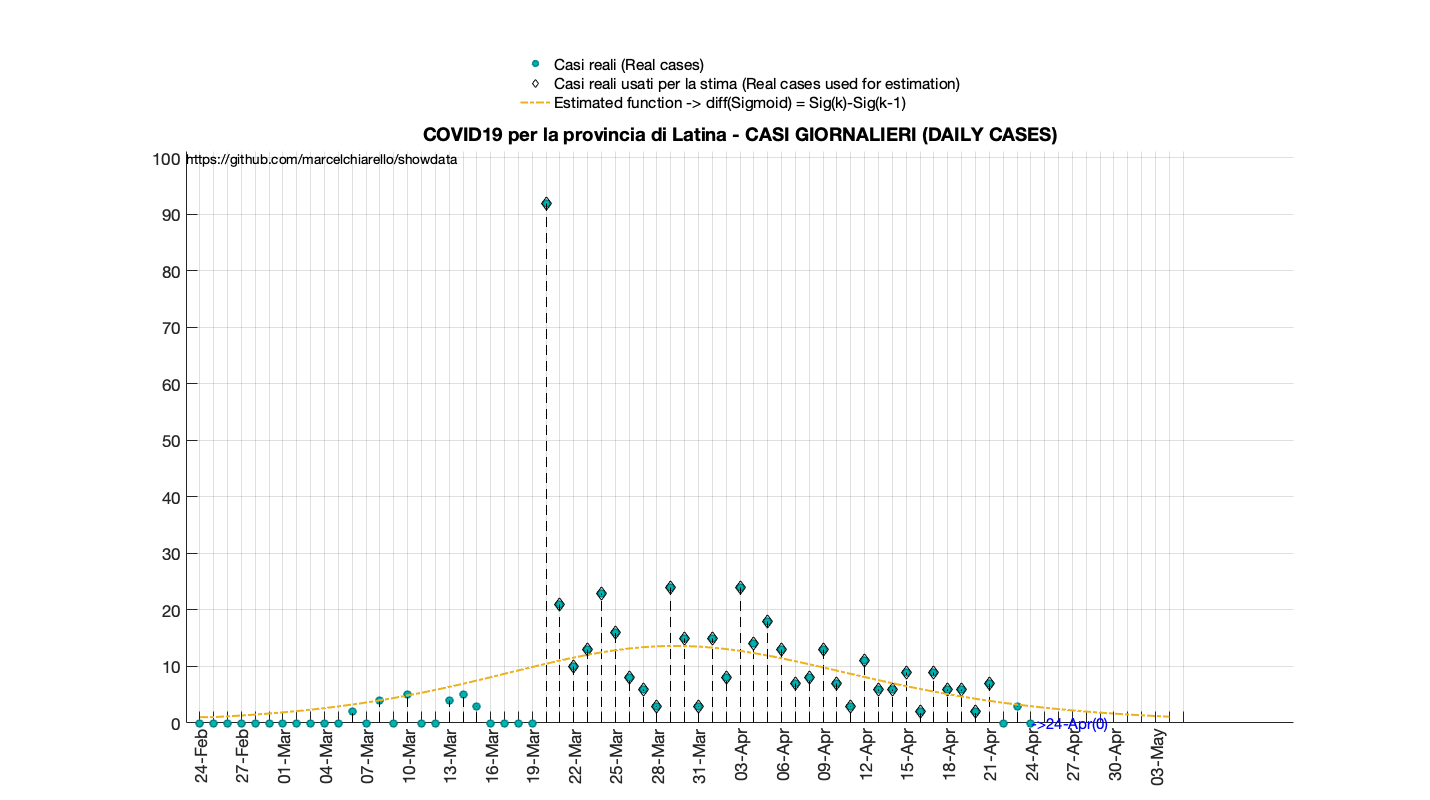 Casi reali (Real cases)
Casi reali usati per la stima (Real cases used for estimation)
Estimated function -> diff(Sigmoid) = Sig(k)-Sig(k-1)
COVID19 per la provincia di Latina - CASI GIORNALIERI (DAILY CASES)
https://github.com/marcelchiarello/showdata
100
90
80
70
60
50
40
30
20
10
0
->24-Apr(0)
24-Feb
27-Feb
01-Mar
04-Mar
07-Mar
10-Mar
13-Mar
16-Mar
19-Mar
22-Mar
25-Mar
28-Mar
31-Mar
03-Apr
06-Apr
09-Apr
12-Apr
15-Apr
18-Apr
21-Apr
24-Apr
27-Apr
30-Apr
03-May